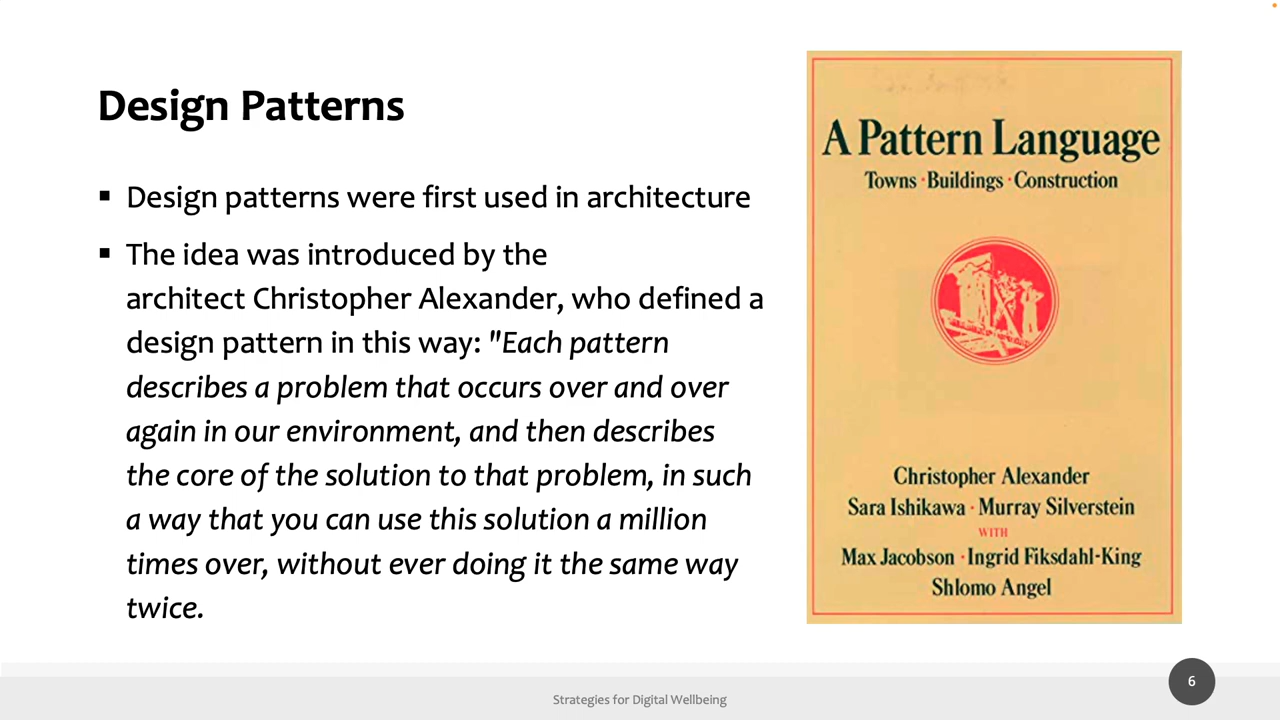 Design Patterns
▪ Design patterns were first used in architecture
▪ The idea was introduced by the
architect Christopher Alexander, who defined a
design pattern in this way: "Each pattern
describes a problem that occurs over and over
again in our environment, and then describes
the core of the solution to that problem, in such
a way that you can use this solution a million
times over, without ever doing it the same way
twice.
A Pattern Language
Towns · Buildings · Construction
Christopher Alexander
Sara Ishikawa · Murray Silverstein
WITH
Max Jacobson · Ingrid Fiksdahl-King
Shlomo Angel
Strategies for Digital Wellbeing
6